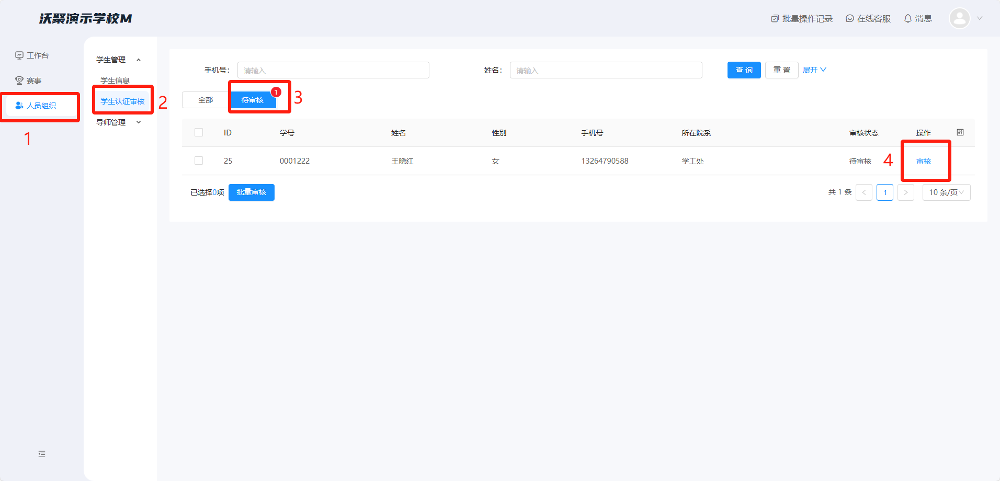 沃聚演示学校M
批量操作记录 在线客服 消息
工作台
赛事
人员组织
1
学生管理
学生信息
学生认证审核
2
导师管理
手机号： 请输入 姓名： 请输入 查 询 重 置 展开
全部 待审核 1
3
ID 学号 姓名 性别 手机号 所在院系 审核状态 操作
25 0001222 王晓红 女 13264790588 学工处 待审核 4 审核
已选择0项 批量审核 共 1 条 < 1 > 10 条/页